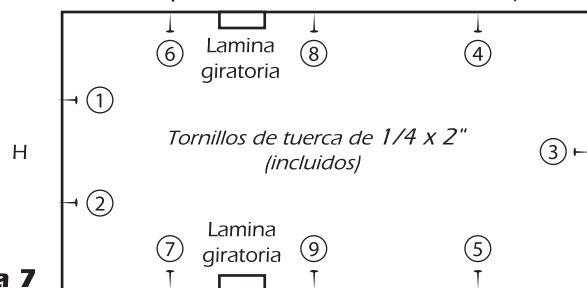 Lamina
giratoria
6
8
4
1
Tornillos de tuerca de 1/4 x 2"
(incluidos)
H
3
2
Lamina
giratoria
7
9
5
a 7